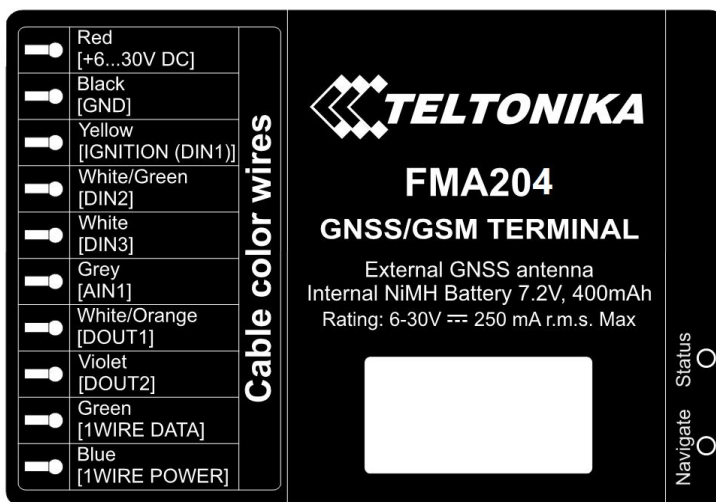 Red
[+6...30V DC]
Black
[GND]
Yellow
[IGNITION (DIN1)]
White/Green
[DIN2]
White
[DIN3]
Grey
[AIN1]
White/Orange
[DOUT1]
Violet
[DOUT2]
Green
[1WIRE DATA]
Blue
[1WIRE POWER]
Cable color wires
TELTONIKA
FMA204
GNSS/GSM TERMINAL
External GNSS antenna
Internal NiMH Battery 7.2V, 400mAh
Rating: 6-30V ⎓ 250 mA r.m.s. Max
Status
Navigate